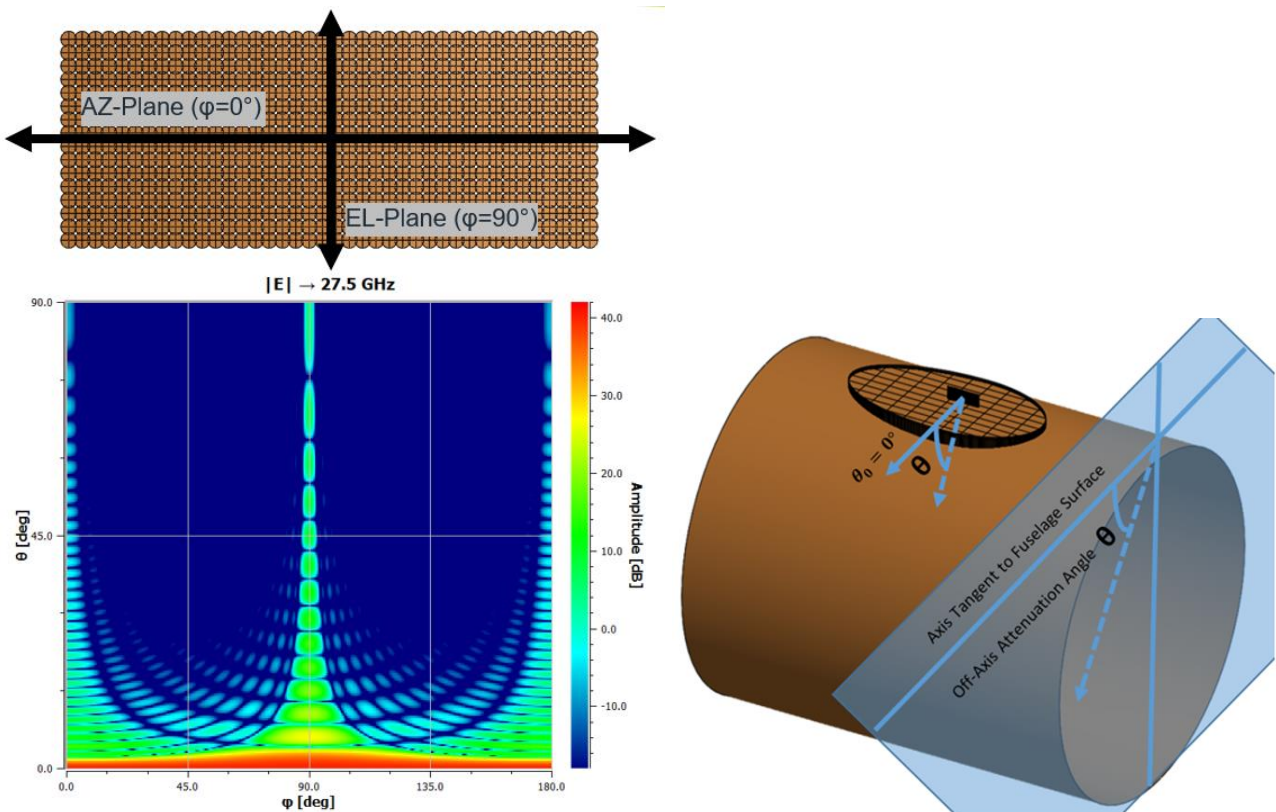 AZ-Plane (φ=0°)
EL-Plane (φ=90°)
|E| → 27.5 GHz
90.0
45.0
0.0
θ [deg]
0.0
45.0
90.0
135.0
180.0
φ [deg]
40.0
30.0
20.0
10.0
0.0
-10.0
Amplitude [dB]
θ₀ = 0°
θ
Axis Tangent to Fuselage Surface
Off-Axis Attenuation Angle θ